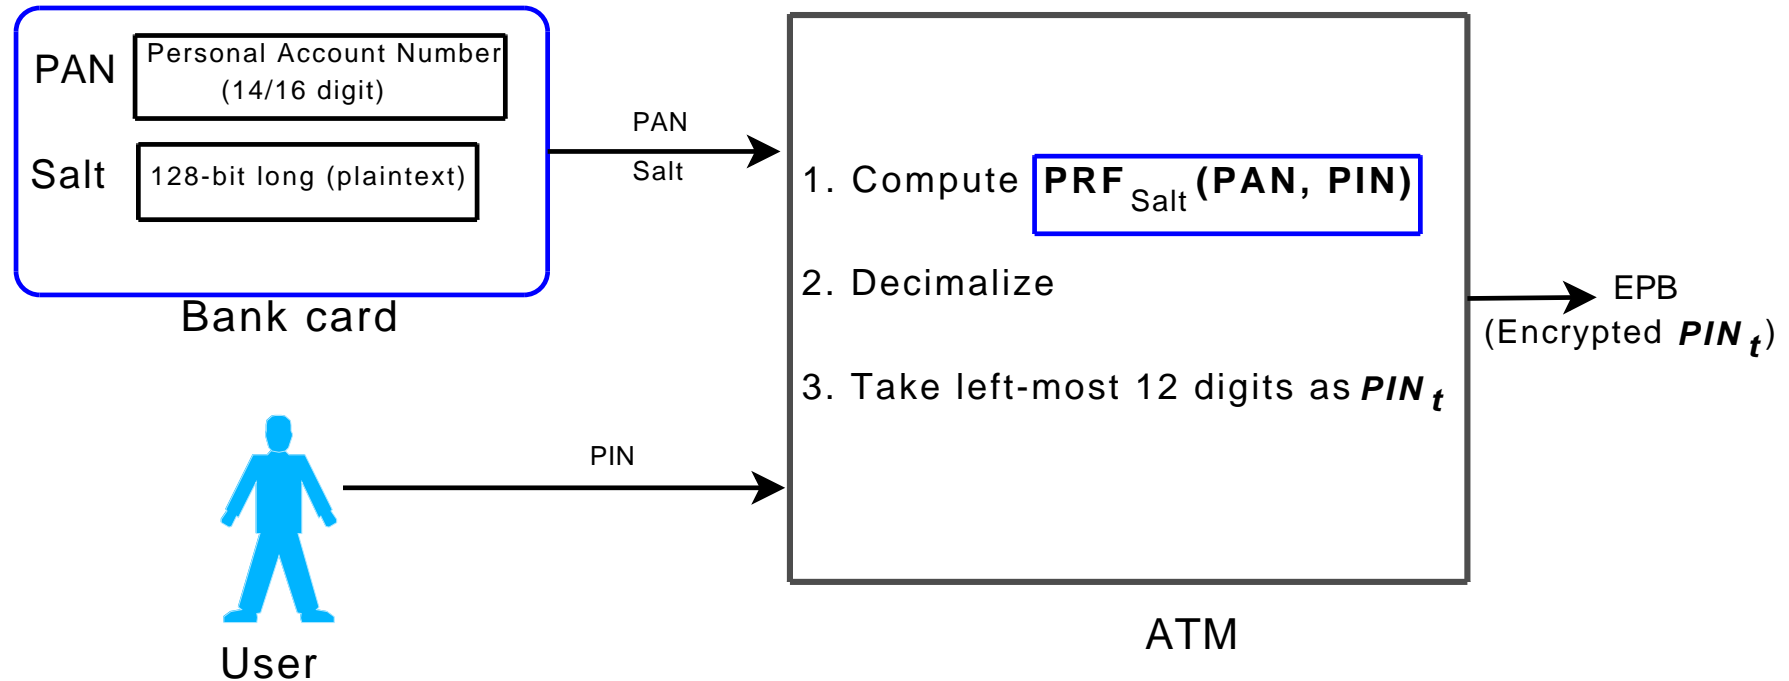 PAN
Personal Account Number
(14/16 digit)
Salt
128-bit long (plaintext)
Bank card
PAN
Salt
User
PIN
1. Compute PRF Salt (PAN, PIN)
2. Decimalize
3. Take left-most 12 digits as PIN t
ATM
EPB
(Encrypted PIN t)